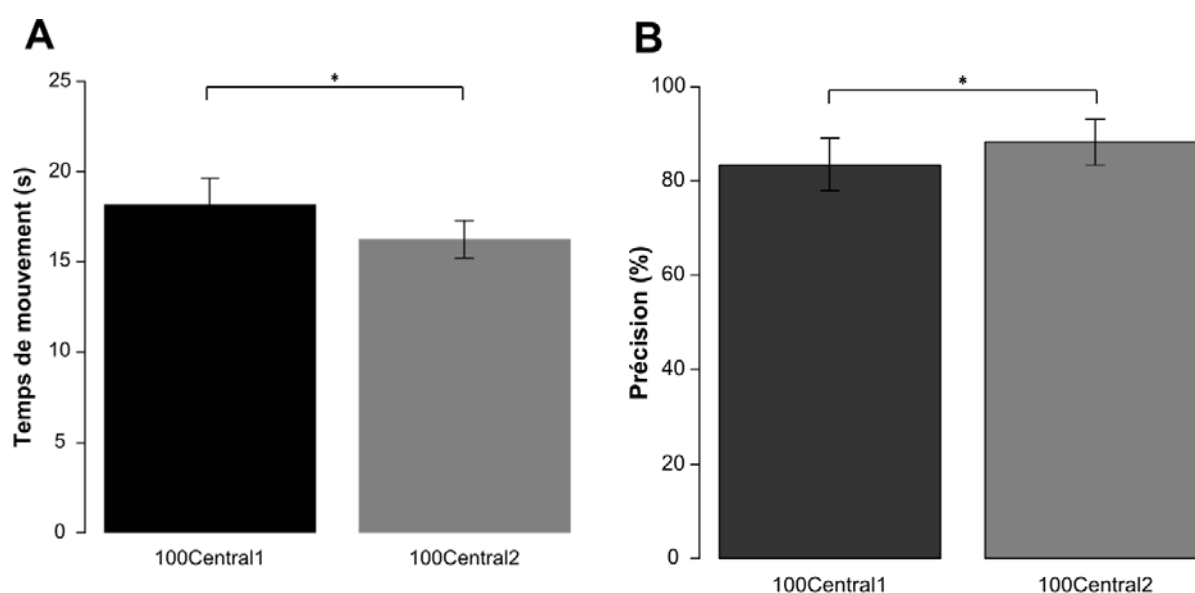 A
Temps de mouvement (s)
25
20
15
10
5
0
*
100Central1
100Central2
B
Précision (%)
100
80
60
40
20
0
*
100Central1
100Central2